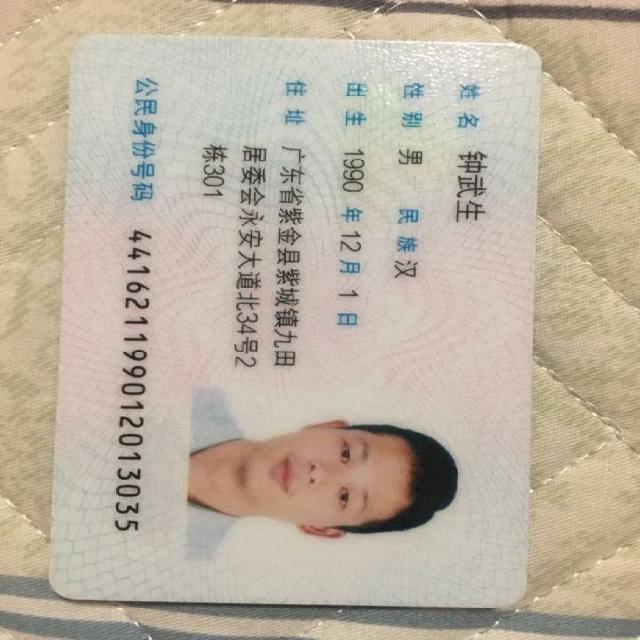 姓名 钟武生
性别 男 民族 汉
出生 1990 年 12 月 1 日
住址 广东省紫金县紫城镇九田
居委会永安大道北34号2
栋301
公民身份号码 441621199012013035